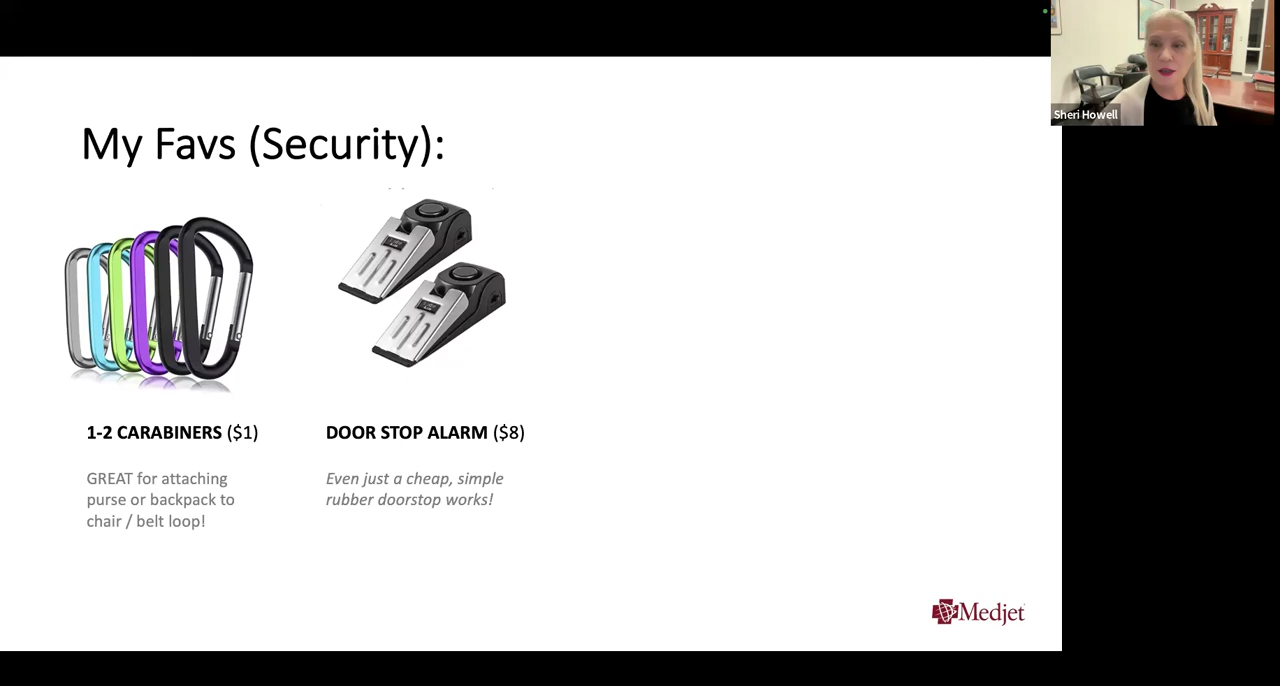 Sheri Howell
My Favs (Security):
1-2 CARABINERS ($1)
GREAT for attaching
purse or backpack to
chair / belt loop!
DOOR STOP ALARM ($8)
Even just a cheap, simple
rubber doorstop works!
Medjet